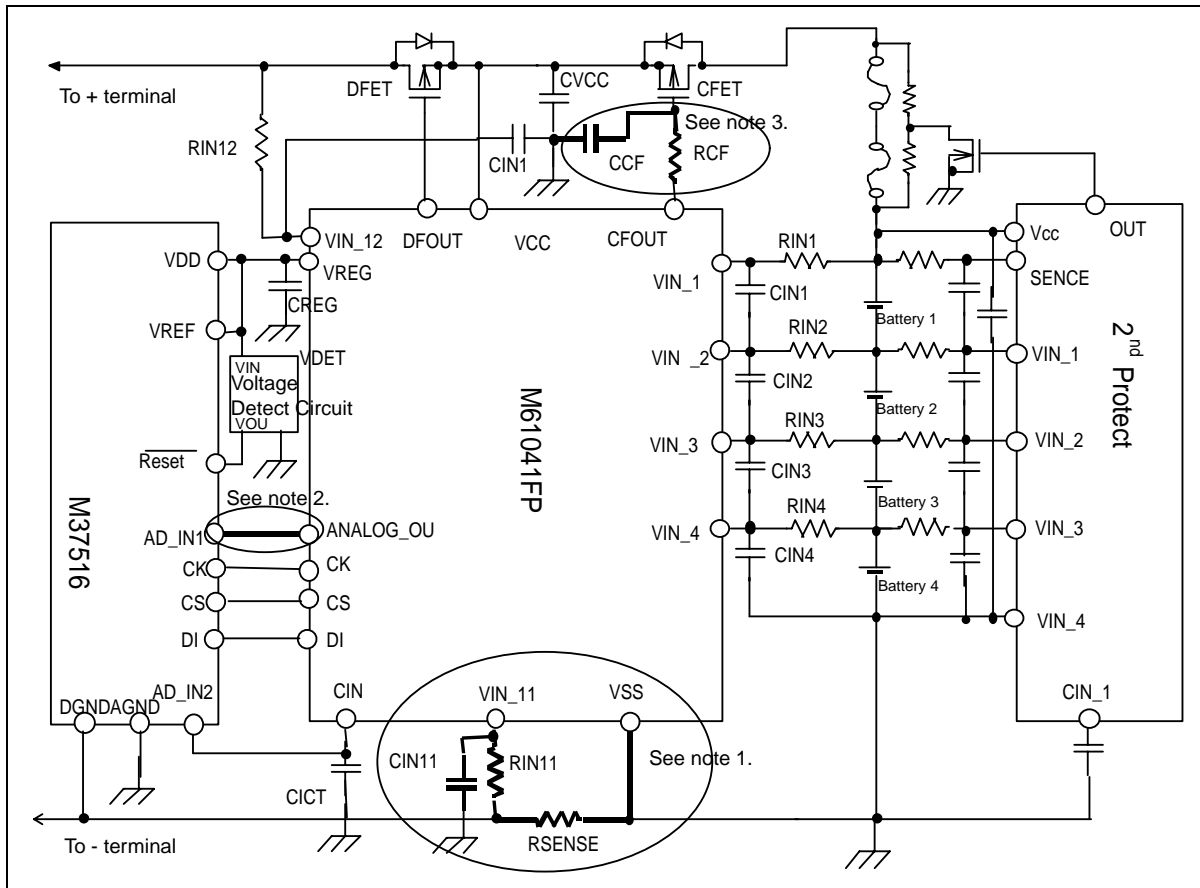 CVCC
DFET
CFET
To + terminal
See note 3.
RIN12
CIN1
CCF
RCF
VIN_12
DFOUT
VCC
CFOUT
Vcc
OUT
VDD
VREG
VIN_1
RIN1
SENCE
CREG
CIN1
VREF
Battery 1
VDET
VIN
Voltage
Detect Circuit
VOU
VIN _2
RIN2
VIN_1
CIN2
Battery 2
M61041FP
2nd Protect
Reset
VIN_3
RIN3
VIN_2
CIN3
See note 2.
Battery 3
M37516
AD_IN1
ANALOG_OU
VIN_4
RIN4
VIN_3
CIN4
CK
CK
Battery 4
CS
CS
DI
DI
VIN_4
DGND
AGND
AD_IN2
CIN
VIN_11
VSS
CIN_1
CIN11
RIN11
See note 1.
CICT
RSENSE
To - terminal